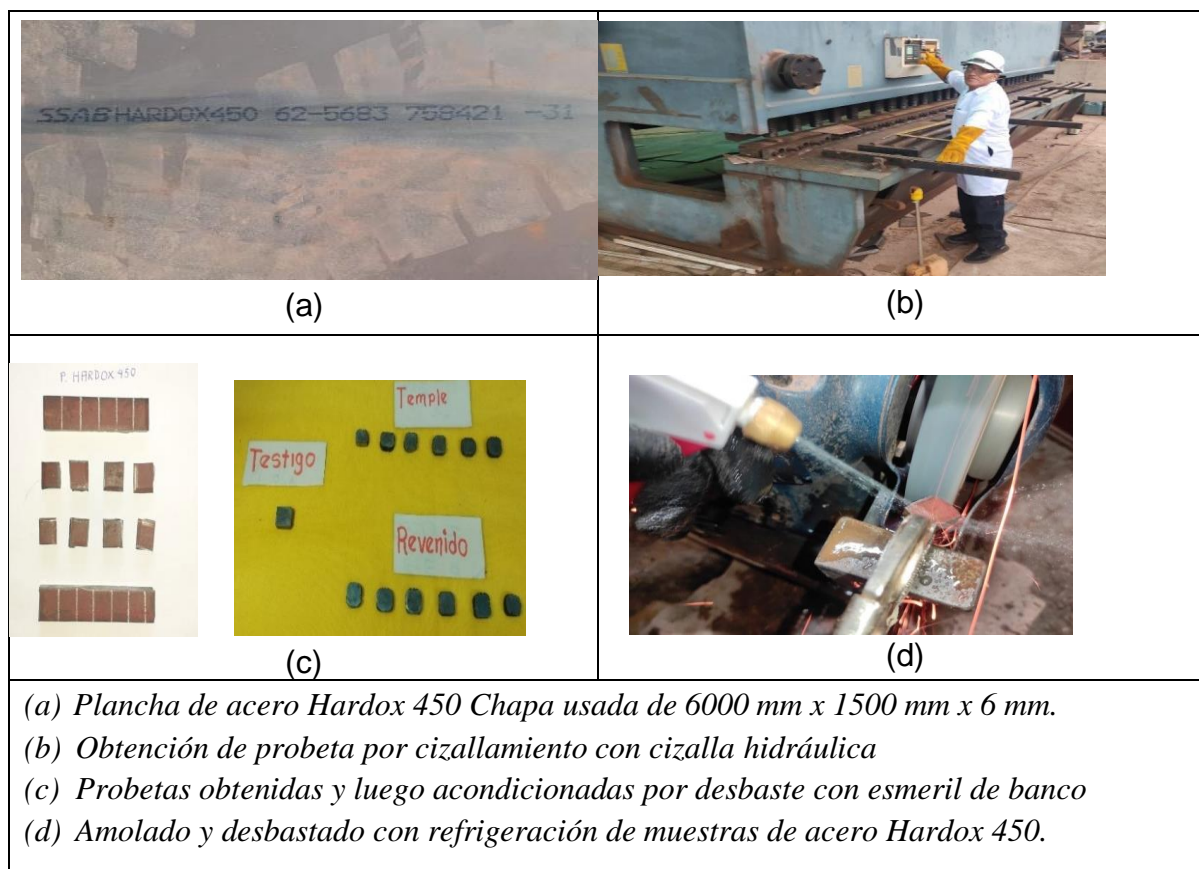 SSAB HARDOX450 62-5683 758421 -31
(a)
(b)
P. HARDOX 450
Temple
Testigo
Revenido
(c)
(d)
(a) Plancha de acero Hardox 450 Chapa usada de 6000 mm x 1500 mm x 6 mm.
(b) Obtención de probeta por cizallamiento con cizalla hidráulica
(c) Probetas obtenidas y luego acondicionadas por desbaste con esmeril de banco
(d) Amolado y desbastado con refrigeración de muestras de acero Hardox 450.